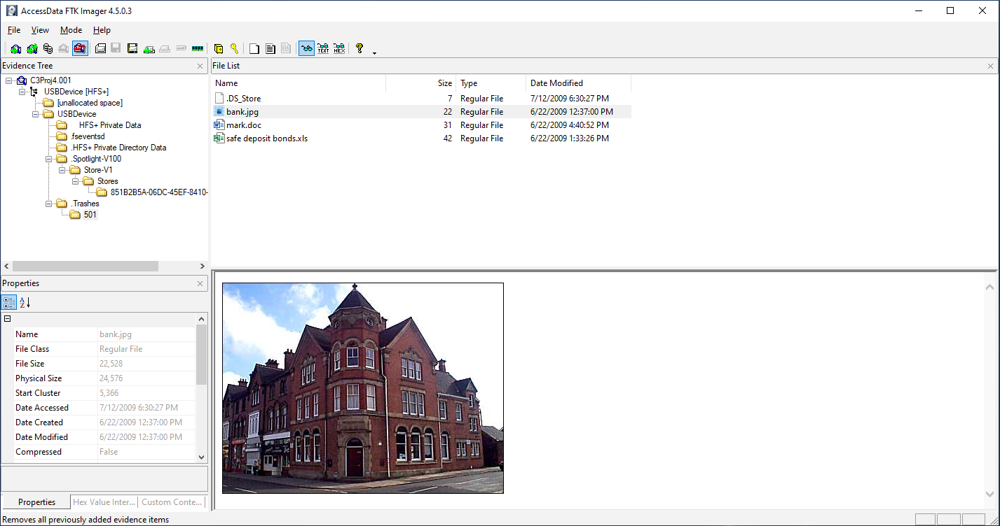 AccessData FTK Imager 4.5.0.3
File View Mode Help
TEXT HEX ?
Evidence Tree
C3Proj4.001
USBDevice [HFS+]
[unallocated space]
USBDevice
HFS+ Private Data
.fseventsd
.HFS+ Private Directory Data
.Spotlight-V100
Store-V1
Stores
851B2B5A-06DC-45EF-8410-
.Trashes
501
File List
Name Size Type Date Modified
.DS_Store 7 Regular File 7/12/2009 6:30:27 PM
bank.jpg 22 Regular File 6/22/2009 12:37:00 PM
mark.doc 31 Regular File 6/22/2009 4:40:52 PM
safe deposit bonds.xls 42 Regular File 6/22/2009 1:33:26 PM
Properties
A
Z
Name bank.jpg
File Class Regular File
File Size 22,528
Physical Size 24,576
Start Cluster 5,366
Date Accessed 7/12/2009 6:30:27 PM
Date Created 6/22/2009 12:37:00 PM
Date Modified 6/22/2009 12:37:00 PM
Compressed False
Properties Hex Value Inter... Custom Conte...
Removes all previously added evidence items